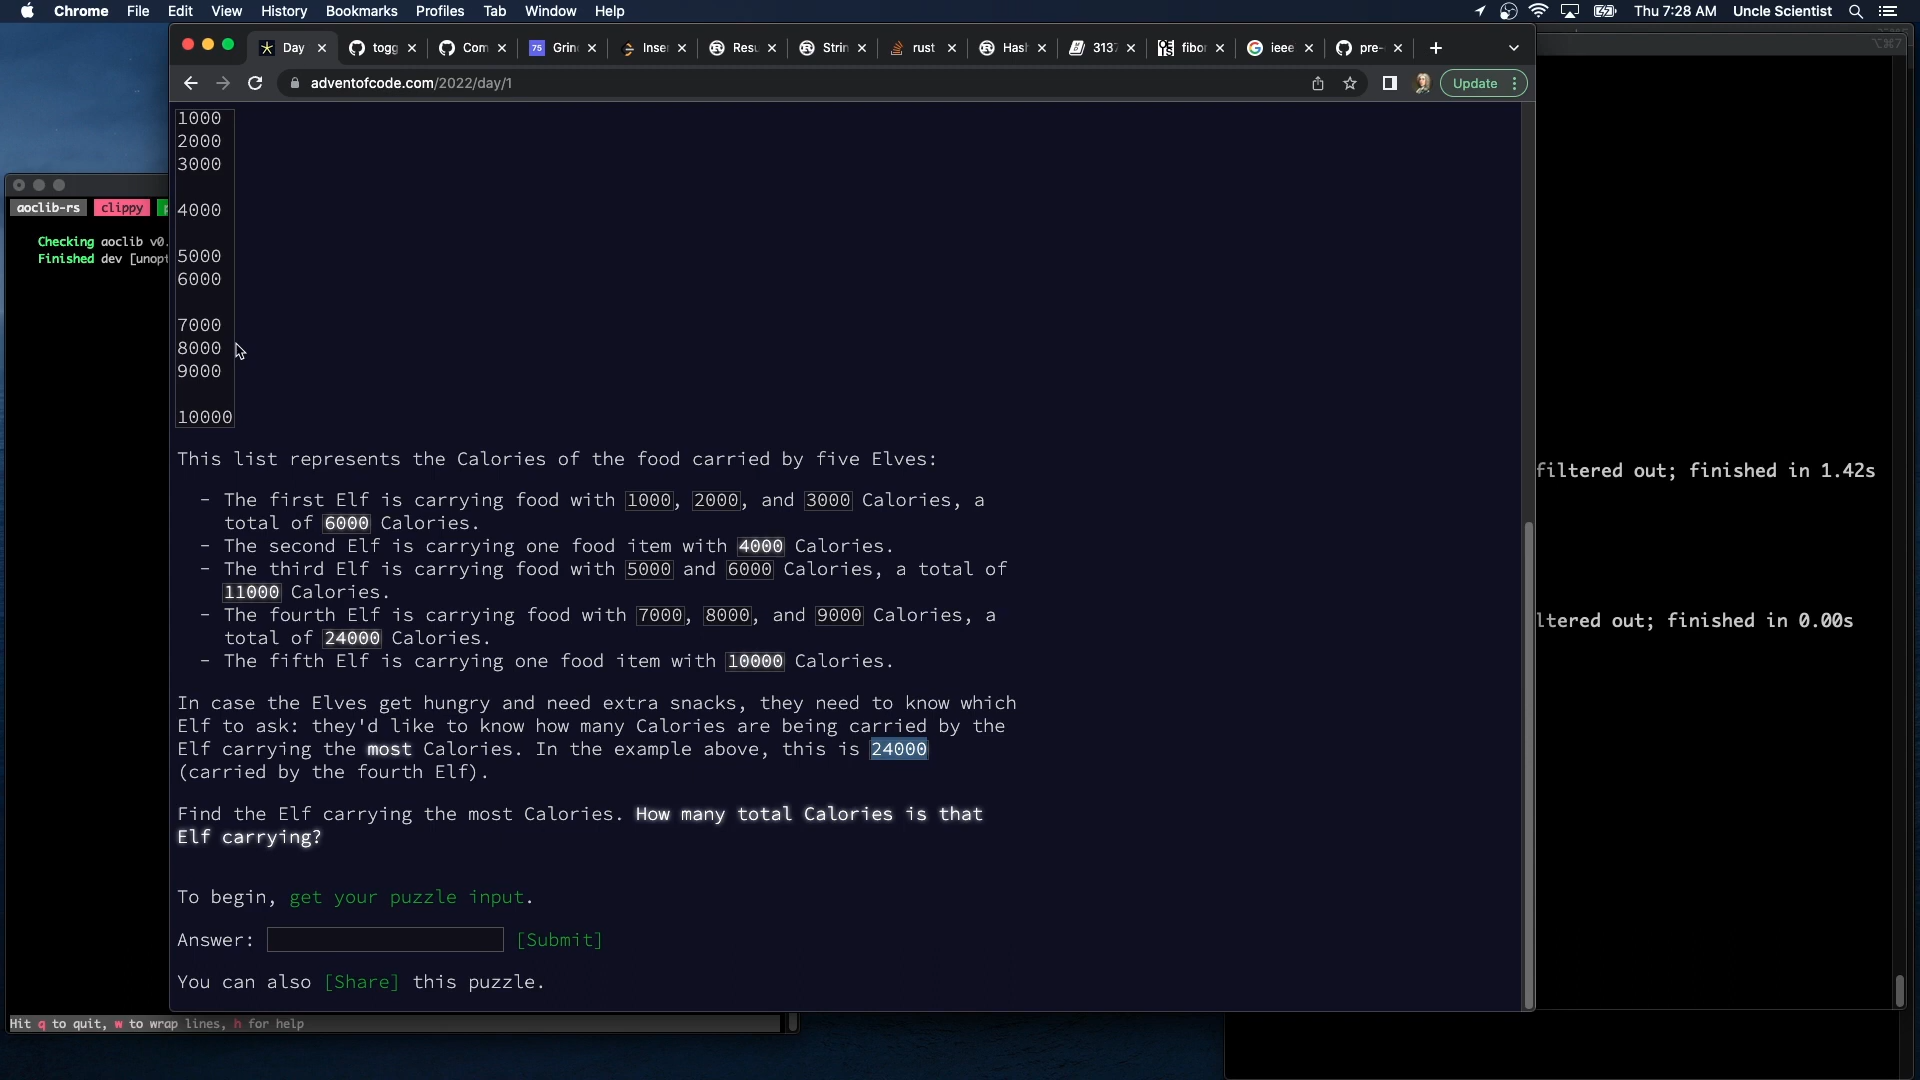 Chrome File Edit View History Bookmarks Profiles Tab Window Help Thu 7:28 AM Uncle Scientist
Day togg Com 75 Grin Inse Resu Strin rust Hash 3137 fibo ieee pre-
adventofcode.com/2022/day/1 Update
⌥⌘7
aoclib-rs clippy
Checking aoclib v0.
Finished dev [unopt
1000
2000
3000
4000
5000
6000
7000
8000
9000
10000
This list represents the Calories of the food carried by five Elves:
- The first Elf is carrying food with 1000, 2000, and 3000 Calories, a
total of 6000 Calories.
- The second Elf is carrying one food item with 4000 Calories.
- The third Elf is carrying food with 5000 and 6000 Calories, a total of
11000 Calories.
- The fourth Elf is carrying food with 7000, 8000, and 9000 Calories, a
total of 24000 Calories.
- The fifth Elf is carrying one food item with 10000 Calories.
In case the Elves get hungry and need extra snacks, they need to know which
Elf to ask: they'd like to know how many Calories are being carried by the
Elf carrying the most Calories. In the example above, this is 24000
(carried by the fourth Elf).
Find the Elf carrying the most Calories. How many total Calories is that
Elf carrying?
To begin, get your puzzle input.
Answer: [Submit]
You can also [Share] this puzzle.
filtered out; finished in 1.42s
ltered out; finished in 0.00s
Hit q to quit, w to wrap lines, h for help